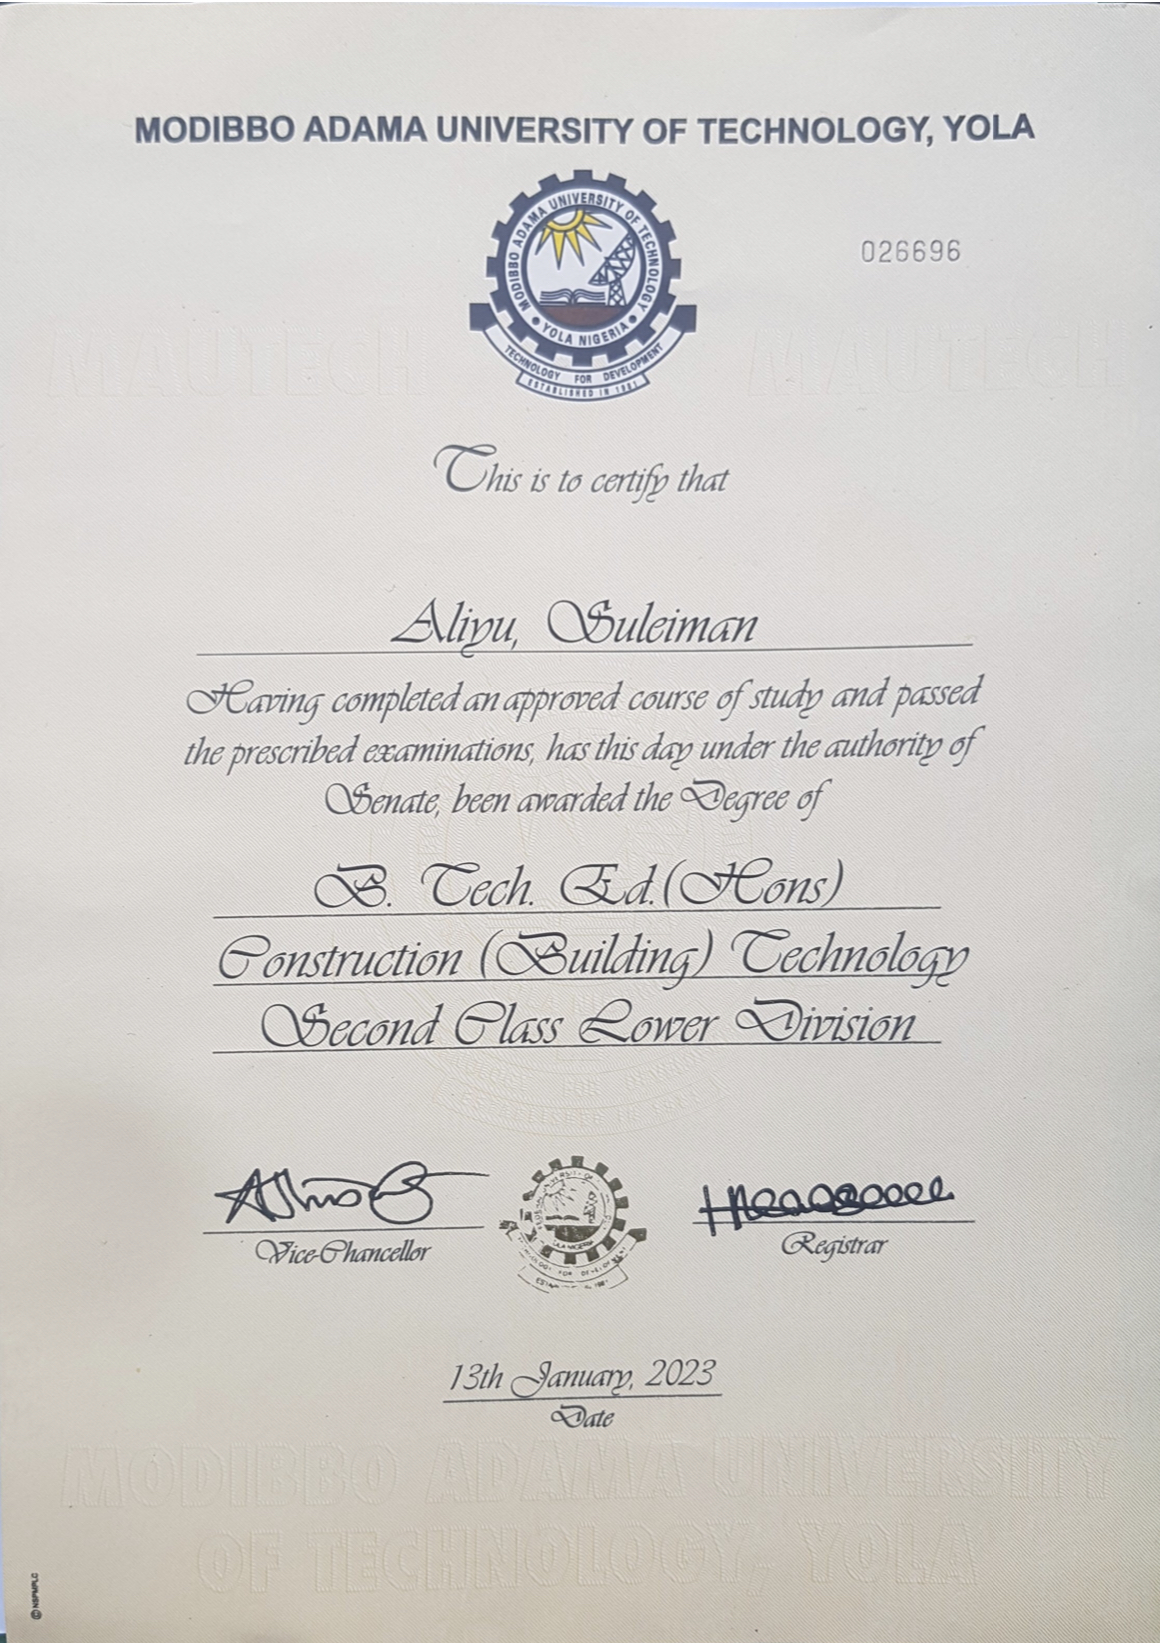 MODIBBO ADAMA UNIVERSITY OF TECHNOLOGY, YOLA
MODIBBO ADAMA UNIVERSITY OF TECHNOLOGY
YOLA NIGERIA
TECHNOLOGY FOR DEVELOPMENT
ESTABLISHED IN 1981
026696
This is to certify that
Aliyu, Suleiman
Having completed an approved course of study and passed
the prescribed examinations, has this day under the authority of
Senate, been awarded the Degree of
B. Tech. Ed.(Hons)
Construction (Building) Technology
Second Class Lower Division
Vice-Chancellor
Registrar
13th January, 2023
Date
MODIBBO ADAMA UNIVERSITY
OF TECHNOLOGY, YOLA
© NSPMPLC